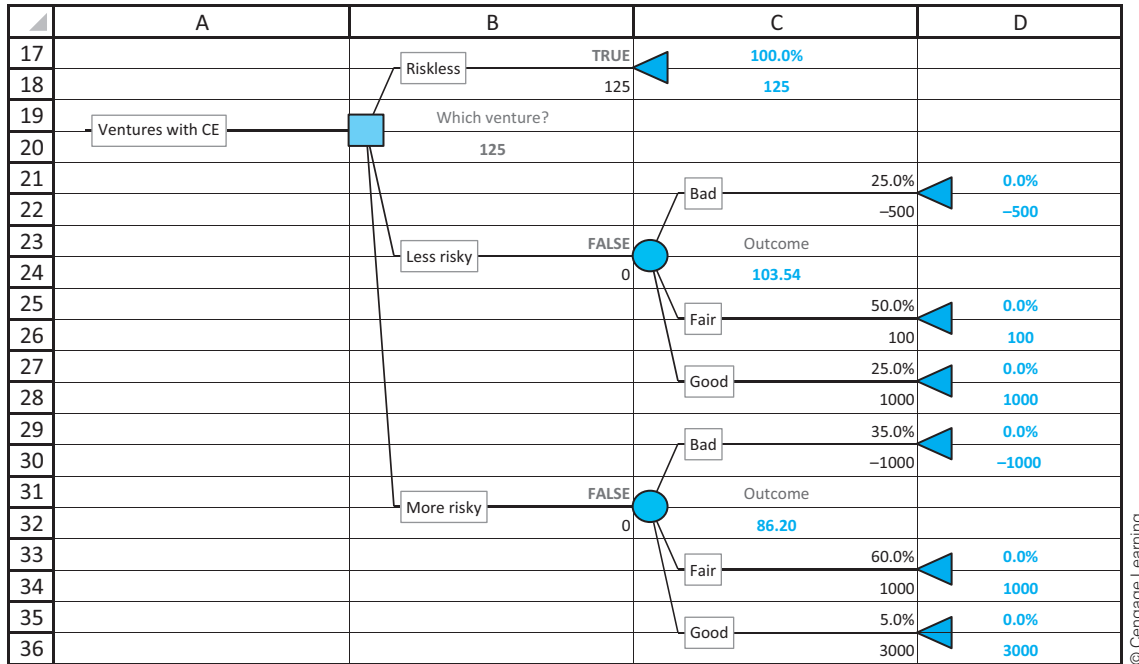 A B C D
17 TRUE 100.0%
18 Riskless 125 125
19 Which venture?
Ventures with CE
20 125
21 25.0% 0.0%
Bad
22 –500 –500
23 FALSE Outcome
Less risky
24 0 103.54
25 50.0% 0.0%
Fair
26 100 100
27 25.0% 0.0%
Good
28 1000 1000
29 35.0% 0.0%
Bad
30 –1000 –1000
31 FALSE Outcome
More risky
32 0 86.20
33 60.0% 0.0%
Fair
34 1000 1000
35 5.0% 0.0%
Good
36 3000 3000
© Cengage Learning